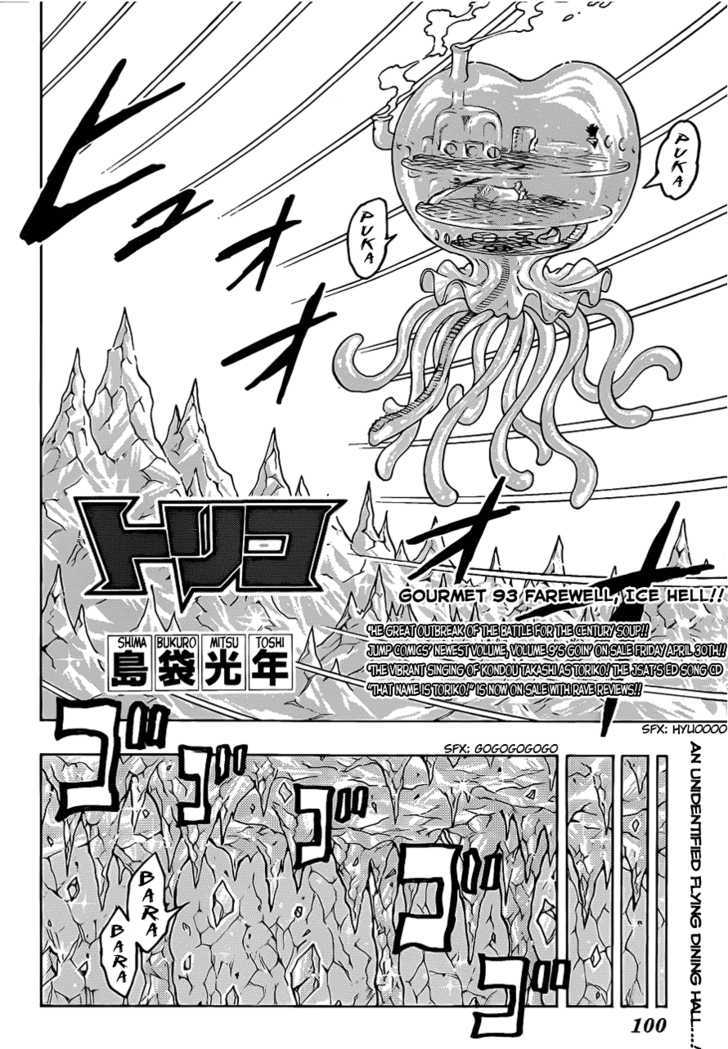 ヒュオオオ
PUKA
PUKA
トリコ
GOURMET 93 FAREWELL, ICE HELL!!
SHIMA BUKURO MITSU TOSHI
島袋光年
THE GREAT OUTBREAK OF THE BATTLE FOR THE CENTURY SOUP!!
JUMP COMICS' NEWEST VOLUME, VOLUME 9'S GOIN' ON SALE FRIDAY APRIL 30TH!!
"THE VIBRANT SINGING OF KONDOU TAKASHI AS TORIKO! THE JSAT'S ED SONG CD
"THAT NAME IS TORIKO!" IS NOW ON SALE WITH RAVE REVIEWS!!
SFX: HYUOOOO
SFX: GOGOGOGOGO
ゴゴゴゴゴ
BARA
BARA
AN UNIDENTIFIED FLYING DINING HALL...!
100